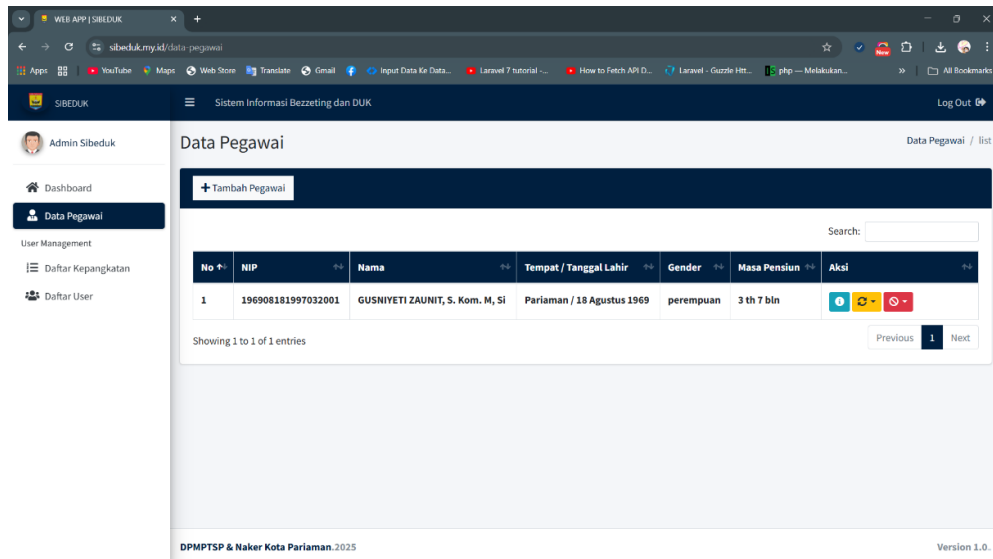 WEB APP | SIBEDUK
sibeduk.my.id/data-pegawai
New
Apps YouTube Maps Web Store Translate Gmail Input Data Ke Data... Laravel 7 tutorial -... How to Fetch API D... Laravel - Guzzle Htt... php — Melakukan... » All Bookmarks
SIBEDUK Sistem Informasi Bezzeting dan DUK Log Out
Admin Sibeduk
Data Pegawai Data Pegawai / list
Dashboard
Data Pegawai
User Management
Daftar Kepangkatan
Daftar User
Tambah Pegawai
Search:
No NIP Nama Tempat / Tanggal Lahir Gender Masa Pensiun Aksi
1 196908181997032001 GUSNIYETI ZAUNIT, S. Kom. M, Si Pariaman / 18 Agustus 1969 perempuan 3 th 7 bln
Showing 1 to 1 of 1 entries Previous 1 Next
DPMPTSP & Naker Kota Pariaman.2025 Version 1.0.